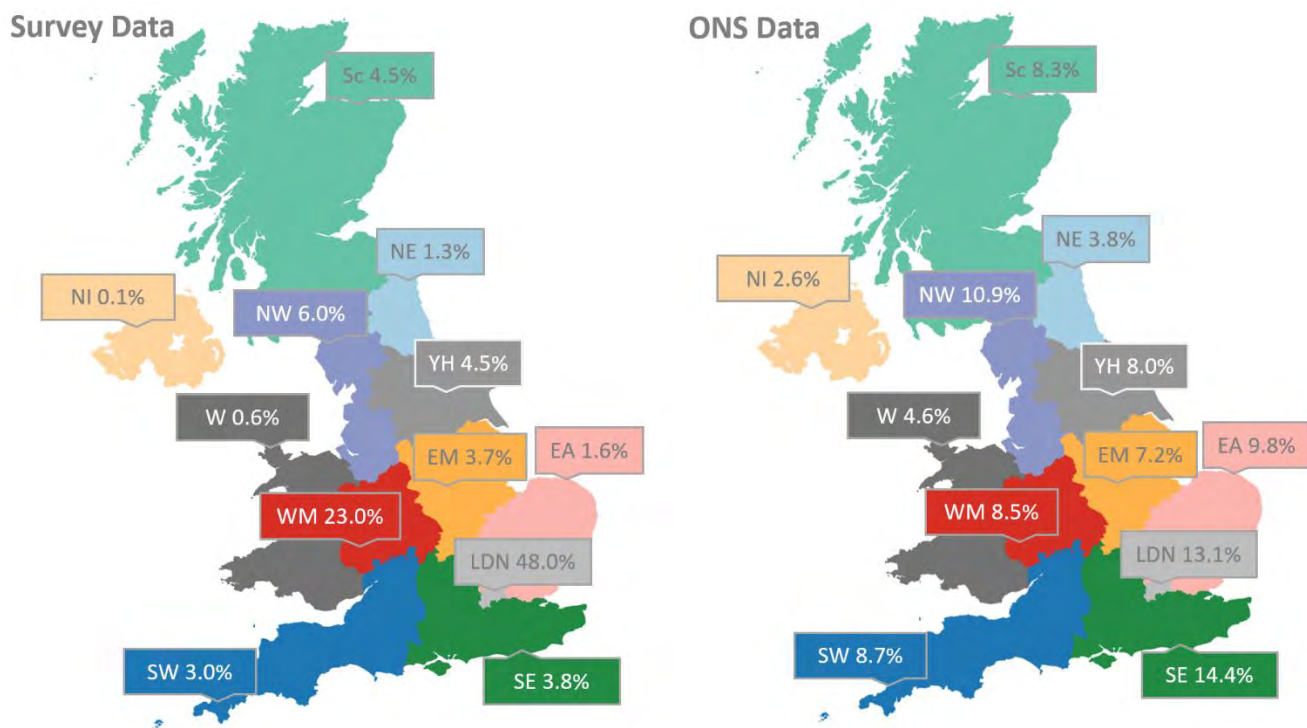 Survey Data
Sc 4.5%
NE 1.3%
NI 0.1%
NW 6.0%
YH 4.5%
W 0.6%
EM 3.7%
EA 1.6%
WM 23.0%
LDN 48.0%
SW 3.0%
SE 3.8%
ONS Data
Sc 8.3%
NE 3.8%
NI 2.6%
NW 10.9%
YH 8.0%
W 4.6%
EM 7.2%
EA 9.8%
WM 8.5%
LDN 13.1%
SW 8.7%
SE 14.4%